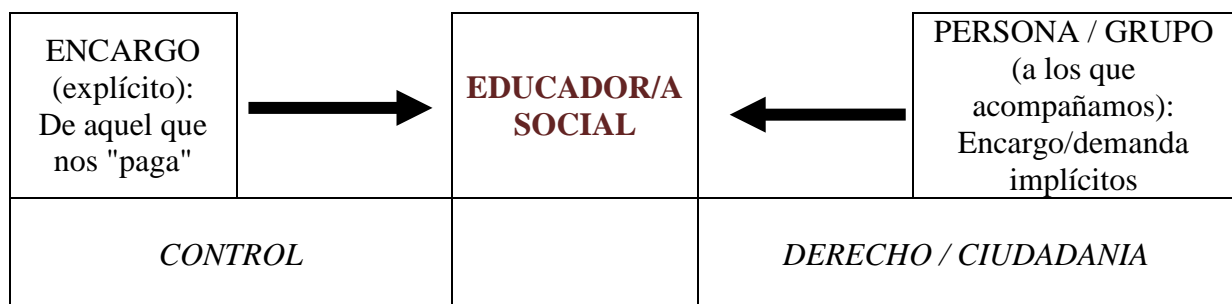 ENCARGO
(explícito):
De aquel que
nos "paga"
EDUCADOR/A
SOCIAL
PERSONA / GRUPO
(a los que
acompañamos):
Encargo/demanda
implícitos
CONTROL
DERECHO / CIUDADANIA